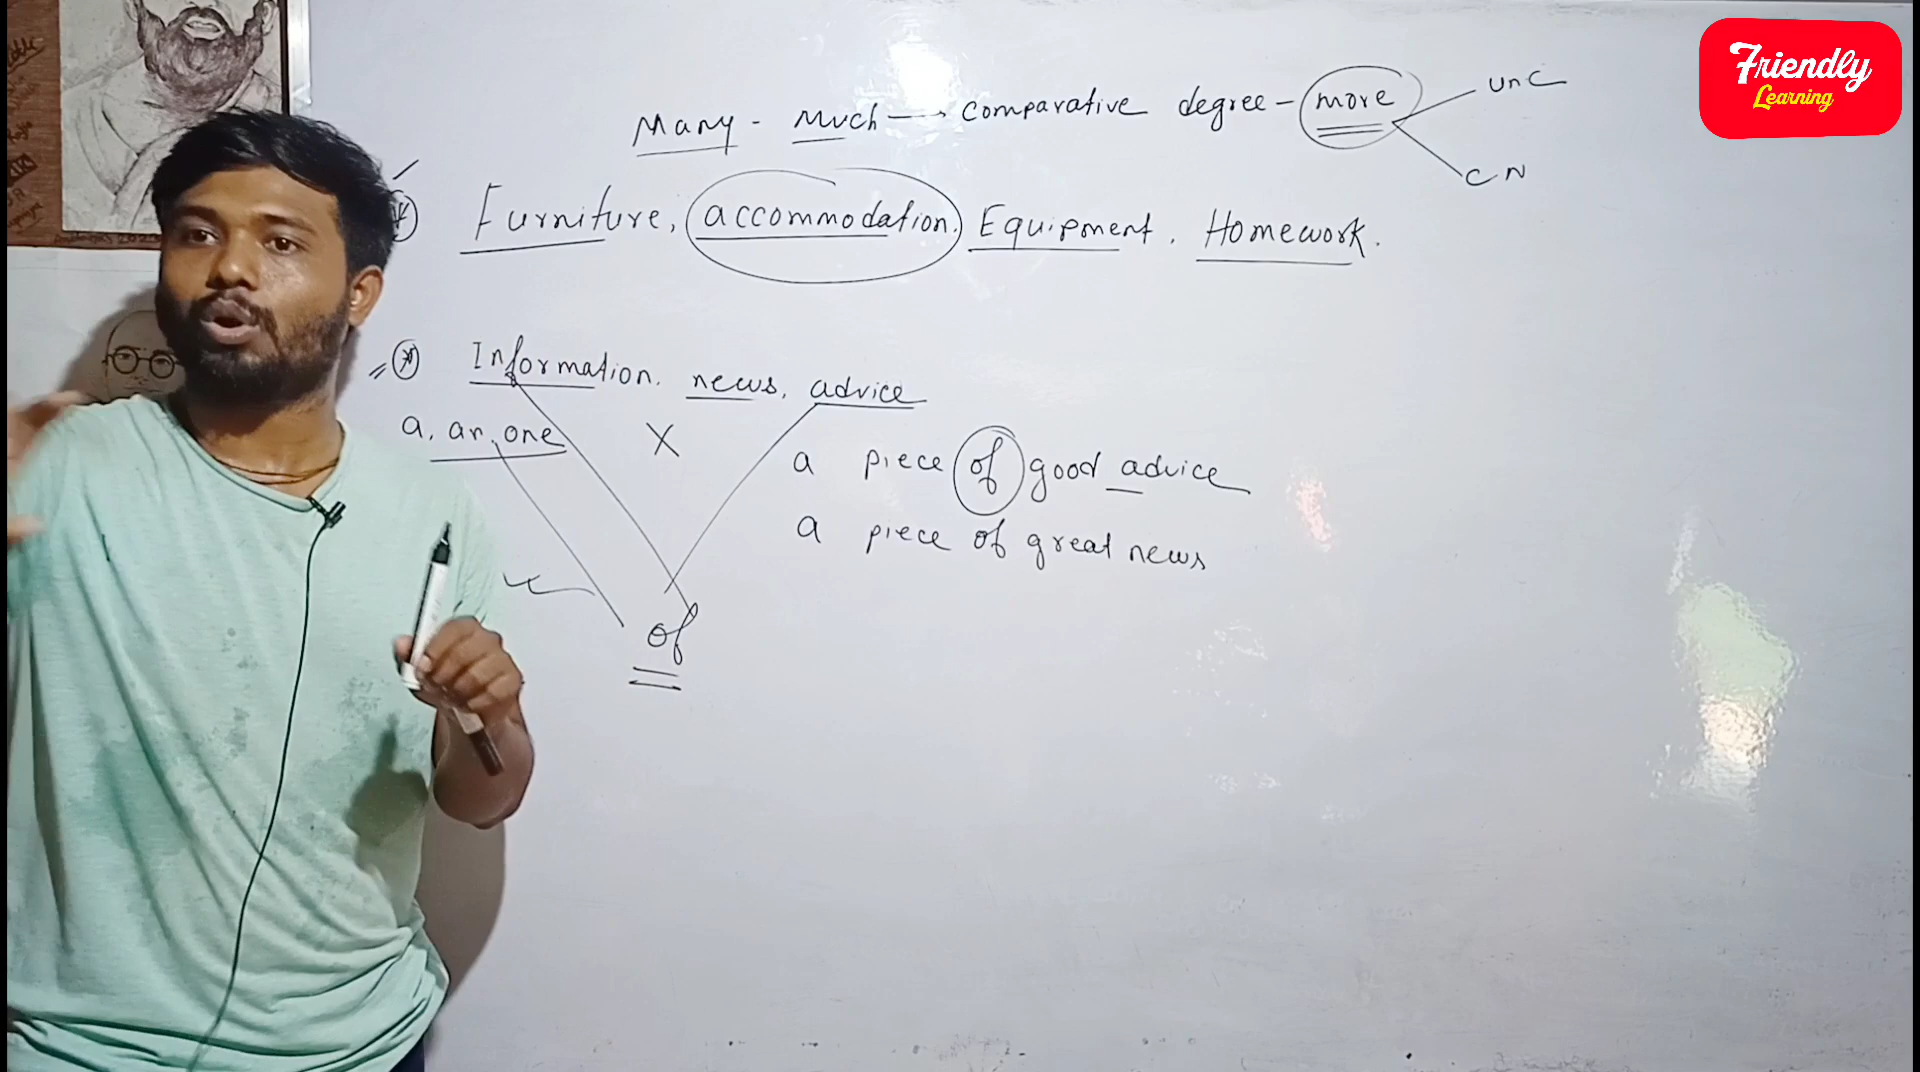 Friendly
Learning
Many - Much → comparative degree - more
UnC
CN
Furniture, accommodation, Equipment, Homework.
Information, news, advice
a, an, one X
a piece of good advice
a piece of great news
of